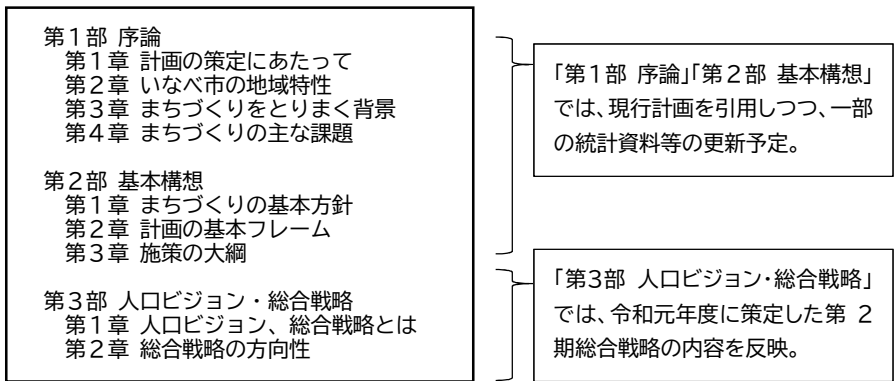 第1部 序論
第1章 計画の策定にあたって
第2章 いなべ市の地域特性
第3章 まちづくりをとりまく背景
第4章 まちづくりの主な課題
第2部 基本構想
第1章 まちづくりの基本方針
第2章 計画の基本フレーム
第3章 施策の大綱
第3部 人口ビジョン・総合戦略
第1章 人口ビジョン、総合戦略とは
第2章 総合戦略の方向性
「第1部 序論」「第2部 基本構想」
では、現行計画を引用しつつ、一部
の統計資料等の更新予定。
「第3部 人口ビジョン・総合戦略」
では、令和元年度に策定した第 2
期総合戦略の内容を反映。